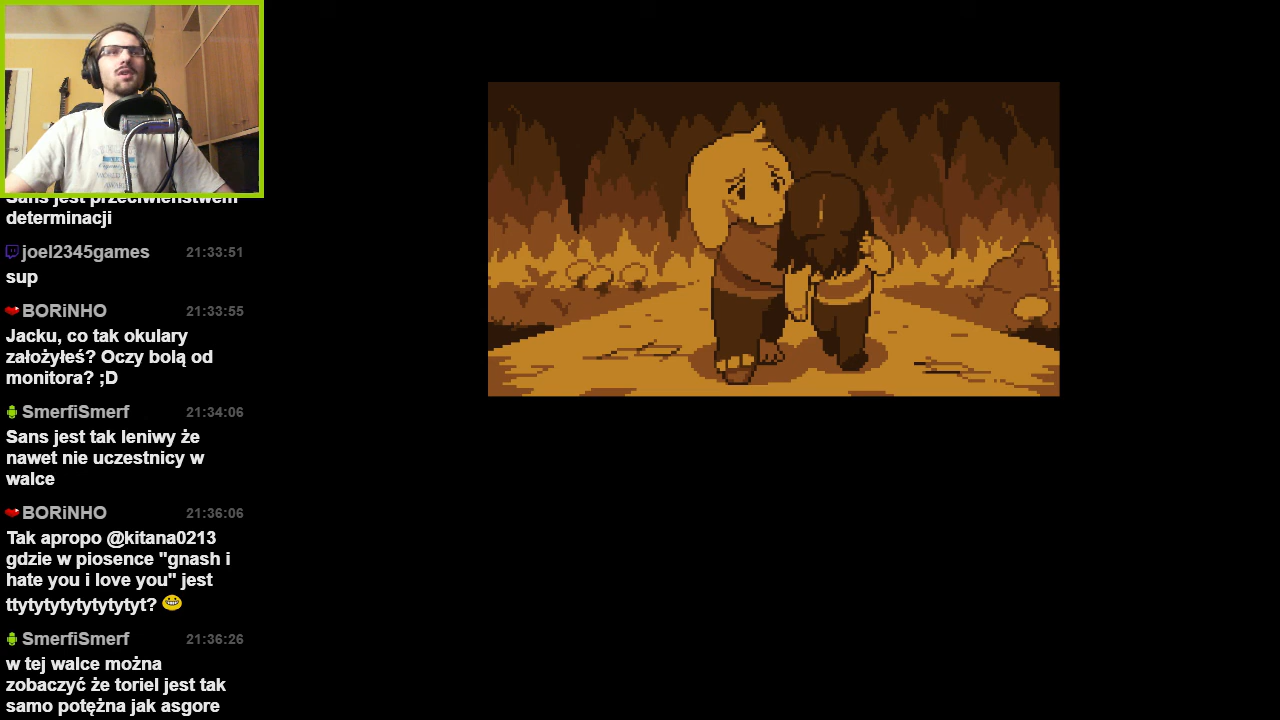 Sans jest przeciwieństwem
determinacji
joel2345games 21:33:51
sup
BORiNHO 21:33:55
Jacku, co tak okulary
założyłeś? Oczy bolą od
monitora? ;D
SmerfiSmerf 21:34:06
Sans jest tak leniwy że
nawet nie uczestnicy w
walce
BORiNHO 21:36:06
Tak apropo @kitana0213
gdzie w piosence "gnash i
hate you i love you" jest
ttytytytytytytytyt?
SmerfiSmerf 21:36:26
w tej walce można
zobaczyć że toriel jest tak
samo potężna jak asgore